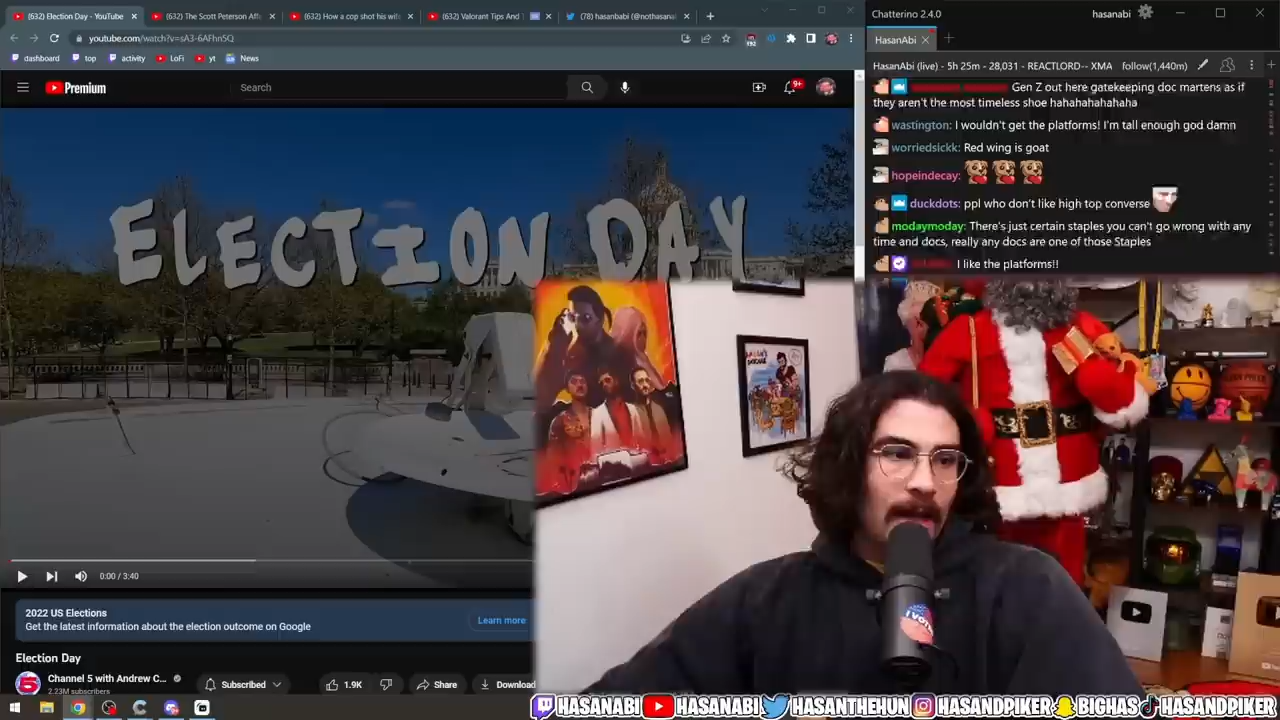 (632) Election Day - YouTube
(632) The Scott Peterson Aff
(632) How a cop shot his wife
(632) Valorant Tips And
(78) hasanbabi (@nothasana
youtube.com/watch?v=sA3-6AFhn5Q
dashboard
top
activity
LoFi
yt
News
Premium
Search
9+
ELECTION DAY
0:00 / 3:40
2022 US Elections
Get the latest information about the election outcome on Google
Learn more
Election Day
Channel 5 with Andrew C...
2.23M subscribers
Subscribed
1.9K
Share
Download
Chatterino 2.4.0
hasanabi
HasanAbi
HasanAbi (live) - 5h 25m - 28,031 - REACTLORD-- XMA
follow(1,440m)
Gen Z out here gatekeeping doc martens as if
they aren't the most timeless shoe hahahahahahaha
wastington: I wouldn't get the platforms! I'm tall enough god damn
worriedsickk: Red wing is goat
hopeindecay:
duckdots: ppl who don't like high top converse
modaymoday: There's just certain staples you can't go wrong with any
time and docs, really any docs are one of those Staples
I like the platforms!!
I VOTED
HASANABI
HASANABI
HASANTHEHUN
HASANDPIKER
BIGHAS
HASANDPIKER